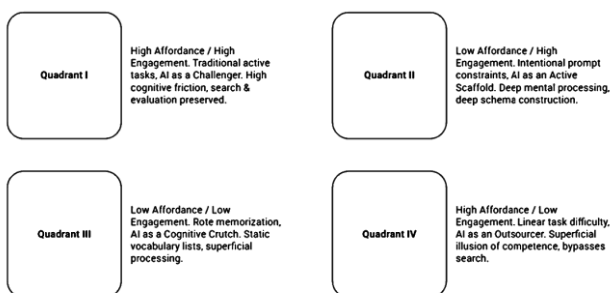 Quadrant I
High Affordance / High
Engagement. Traditional active
tasks, AI as a Challenger. High
cognitive friction, search &
evaluation preserved.
Quadrant II
Low Affordance / High
Engagement. Intentional prompt
constraints, AI as an Active
Scaffold. Deep mental processing,
deep schema construction.
Quadrant III
Low Affordance / Low
Engagement. Rote memorization,
AI as a Cognitive Crutch. Static
vocabulary lists, superficial
processing.
Quadrant IV
High Affordance / Low
Engagement. Linear task difficulty,
AI as an Outsourcer. Superficial
illusion of competence, bypasses
search.